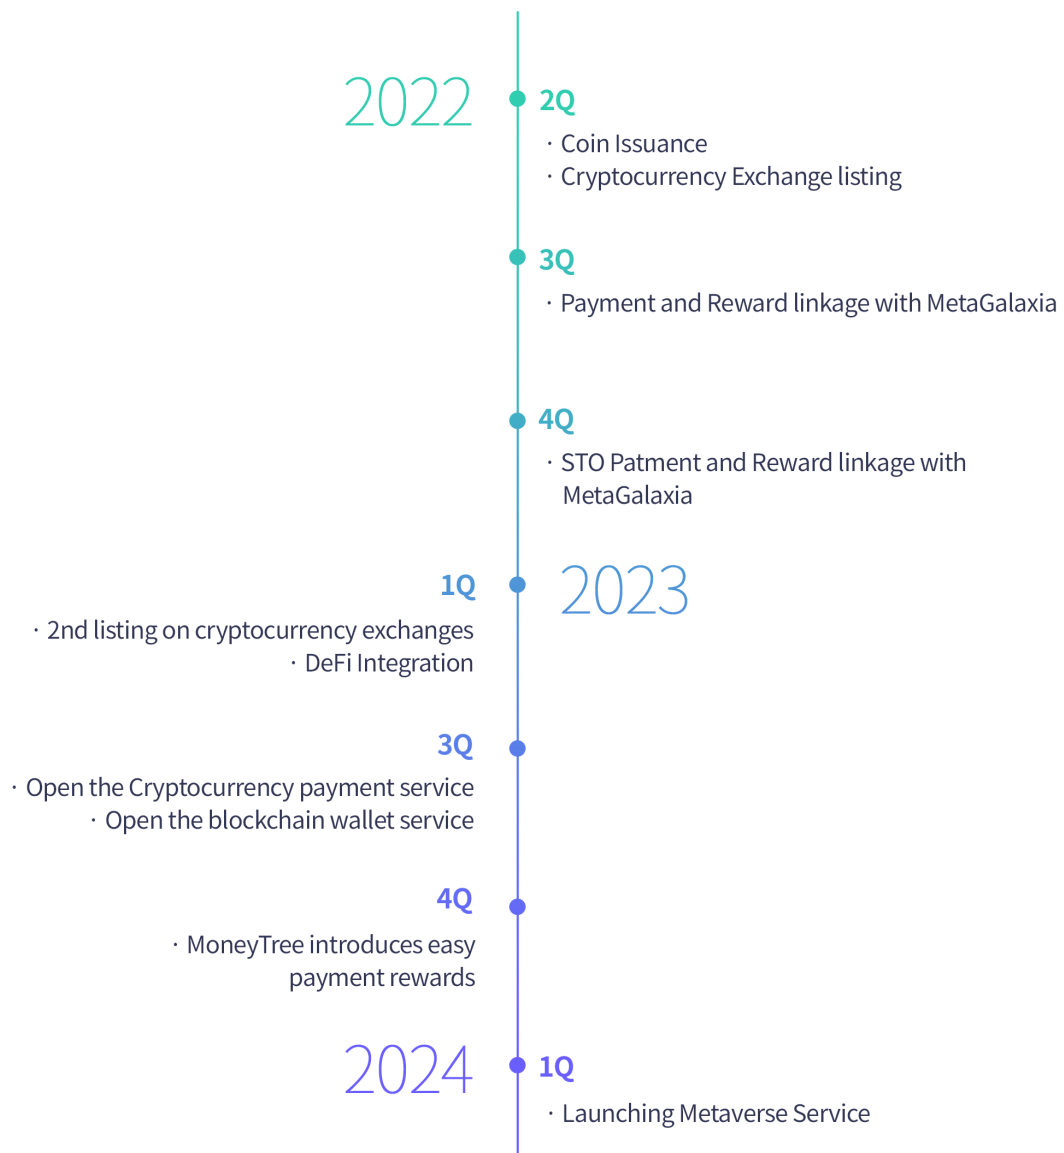 2022
2Q
· Coin Issuance
· Cryptocurrency Exchange listing
3Q
· Payment and Reward linkage with MetaGalaxia
4Q
· STO Patment and Reward linkage with
MetaGalaxia
2023
1Q
· 2nd listing on cryptocurrency exchanges
· DeFi Integration
3Q
· Open the Cryptocurrency payment service
· Open the blockchain wallet service
4Q
· MoneyTree introduces easy
payment rewards
2024
1Q
· Launching Metaverse Service